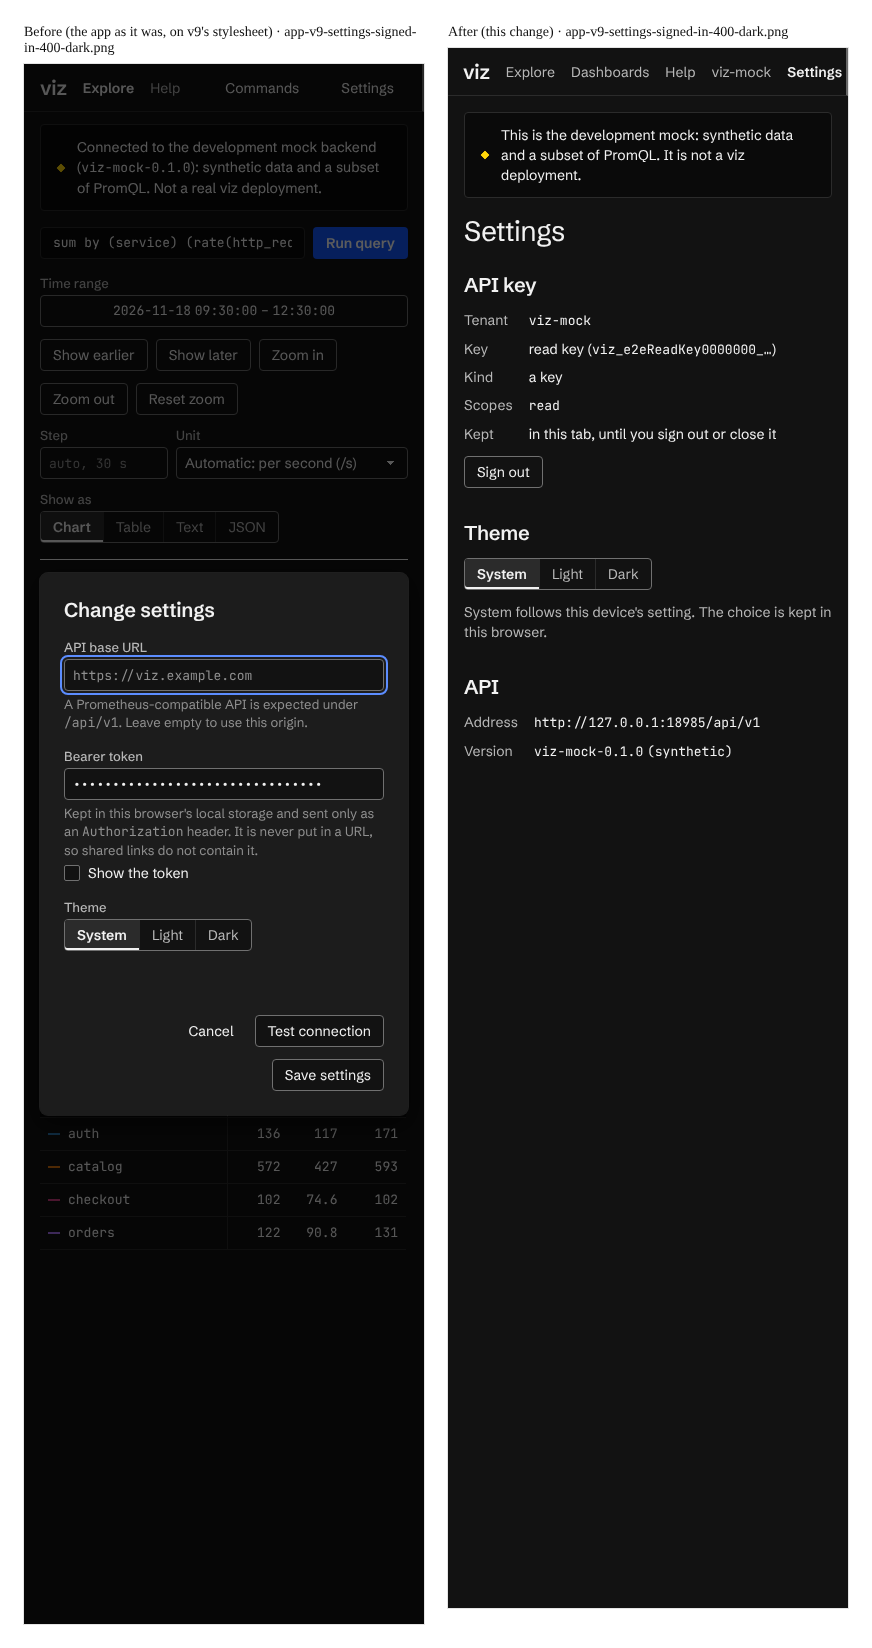 Before (the app as it was, on v9's stylesheet) · app-v9-settings-signed-
in-400-dark.png
viz Explore Help Commands Settings
Connected to the development mock backend
(viz-mock-0.1.0): synthetic data and a subset
of PromQL. Not a real viz deployment.
sum by (service) (rate(http_rec
Run query
Time range
2026-11-18 09:30:00 – 12:30:00
Show earlier Show later Zoom in
Zoom out Reset zoom
Step Unit
auto, 30 s Automatic: per second (/s)
Show as
Chart Table Text JSON
Change settings
API base URL
https://viz.example.com
A Prometheus-compatible API is expected under
/api/v1. Leave empty to use this origin.
Bearer token
••••••••••••••••••••••••••••••••
Kept in this browser's local storage and sent only as
an Authorization header. It is never put in a URL,
so shared links do not contain it.
Show the token
Theme
System Light Dark
Cancel Test connection
Save settings
auth 136 117 171
catalog 572 427 593
checkout 102 74.6 102
orders 122 90.8 131
After (this change) · app-v9-settings-signed-in-400-dark.png
viz Explore Dashboards Help viz-mock Settings
This is the development mock: synthetic data
and a subset of PromQL. It is not a viz
deployment.
Settings
API key
Tenant viz-mock
Key read key (viz_e2eReadKey0000000_…)
Kind a key
Scopes read
Kept in this tab, until you sign out or close it
Sign out
Theme
System Light Dark
System follows this device's setting. The choice is kept in
this browser.
API
Address http://127.0.0.1:18985/api/v1
Version viz-mock-0.1.0 (synthetic)